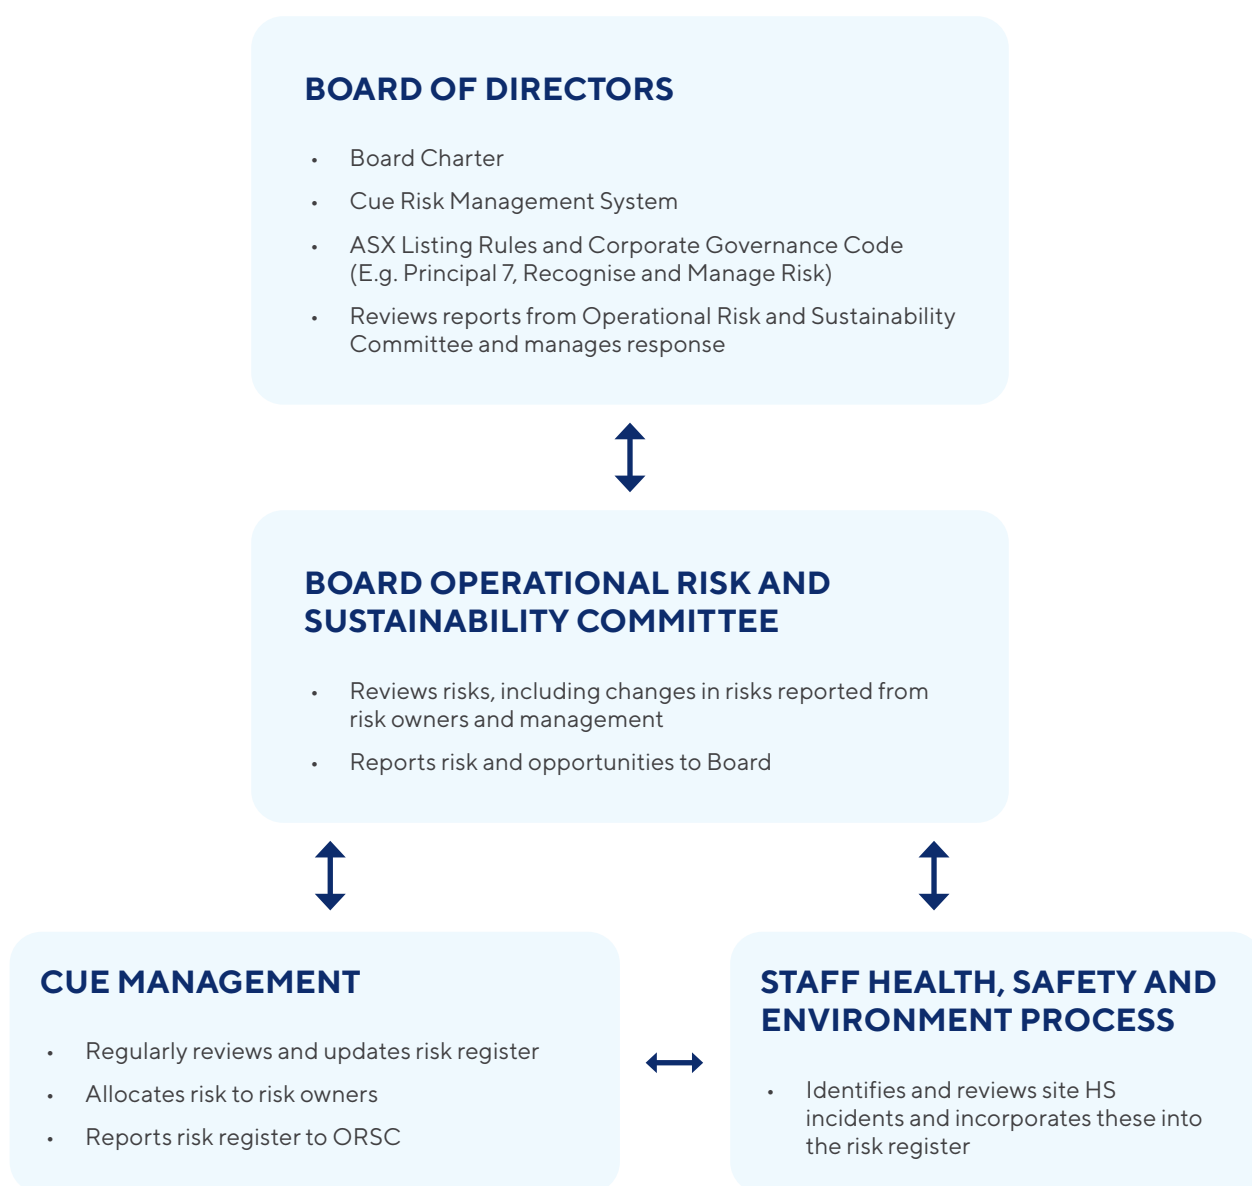 BOARD OF DIRECTORS
• Board Charter
• Cue Risk Management System
• ASX Listing Rules and Corporate Governance Code
(E.g. Principal 7, Recognise and Manage Risk)
• Reviews reports from Operational Risk and Sustainability
Committee and manages response
BOARD OPERATIONAL RISK AND
SUSTAINABILITY COMMITTEE
• Reviews risks, including changes in risks reported from
risk owners and management
• Reports risk and opportunities to Board
CUE MANAGEMENT
• Regularly reviews and updates risk register
• Allocates risk to risk owners
• Reports risk register to ORSC
STAFF HEALTH, SAFETY AND
ENVIRONMENT PROCESS
• Identifies and reviews site HS
incidents and incorporates these into
the risk register